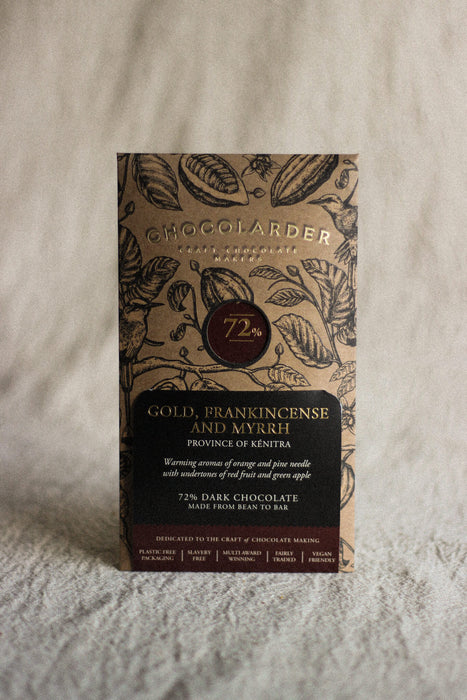 CHOCOLARDER
CRAFT CHOCOLATE
MAKERS
72%
GOLD, FRANKINCENSE
AND MYRRH
PROVINCE OF KÉNITRA
Warming aromas of orange and pine needle
with undertones of red fruit and green apple
72% DARK CHOCOLATE
MADE FROM BEAN TO BAR
DEDICATED TO THE CRAFT of CHOCOLATE MAKING
PLASTIC FREE PACKAGING | SLAVERY FREE | MULTI AWARD WINNING | FAIRLY TRADED | VEGAN FRIENDLY